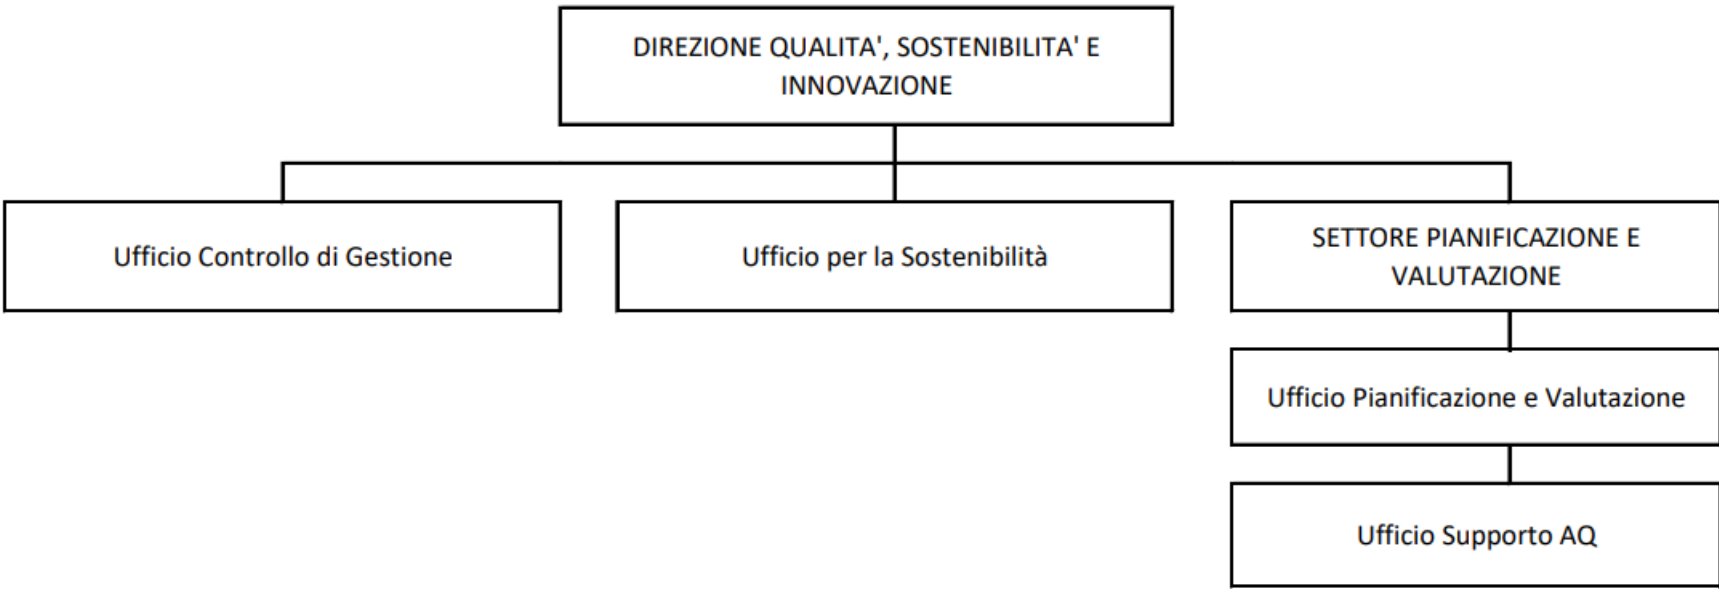 DIREZIONE QUALITA', SOSTENIBILITA' E
INNOVAZIONE
Ufficio Controllo di Gestione
Ufficio per la Sostenibilità
SETTORE PIANIFICAZIONE E
VALUTAZIONE
Ufficio Pianificazione e Valutazione
Ufficio Supporto AQ